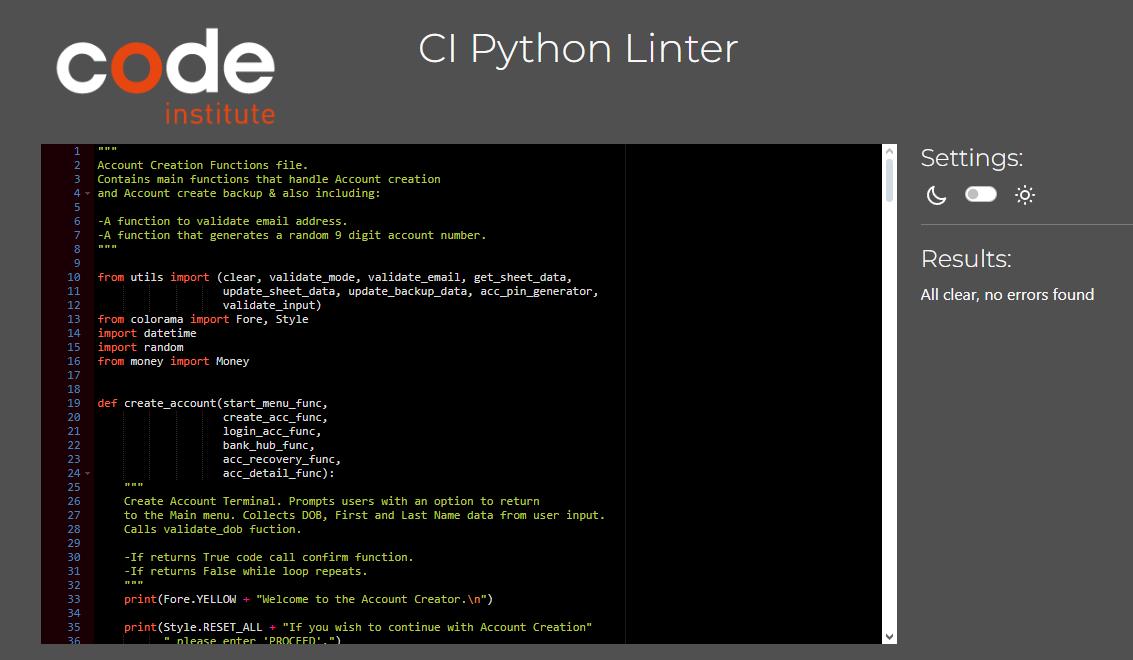 code
institute
CI Python Linter
1 """
2 Account Creation Functions file.
3 Contains main functions that handle Account creation
4 and Account create backup & also including:
5
6 -A function to validate email address.
7 -A function that generates a random 9 digit account number.
8 """
9
10 from utils import (clear, validate_mode, validate_email, get_sheet_data,
11 update_sheet_data, update_backup_data, acc_pin_generator,
12 validate_input)
13 from colorama import Fore, Style
14 import datetime
15 import random
16 from money import Money
17
18
19 def create_account(start_menu_func,
20 create_acc_func,
21 login_acc_func,
22 bank_hub_func,
23 acc_recovery_func,
24 acc_detail_func):
25 """
26 Create Account Terminal. Prompts users with an option to return
27 to the Main menu. Collects DOB, First and Last Name data from user input.
28 Calls validate_dob fuction.
29
30 -If returns True code call confirm function.
31 -If returns False while loop repeats.
32 """
33 print(Fore.YELLOW + "Welcome to the Account Creator.\n")
34
35 print(Style.RESET_ALL + "If you wish to continue with Account Creation"
36 " please enter 'PROCEED'.")
Settings:
Results:
All clear, no errors found